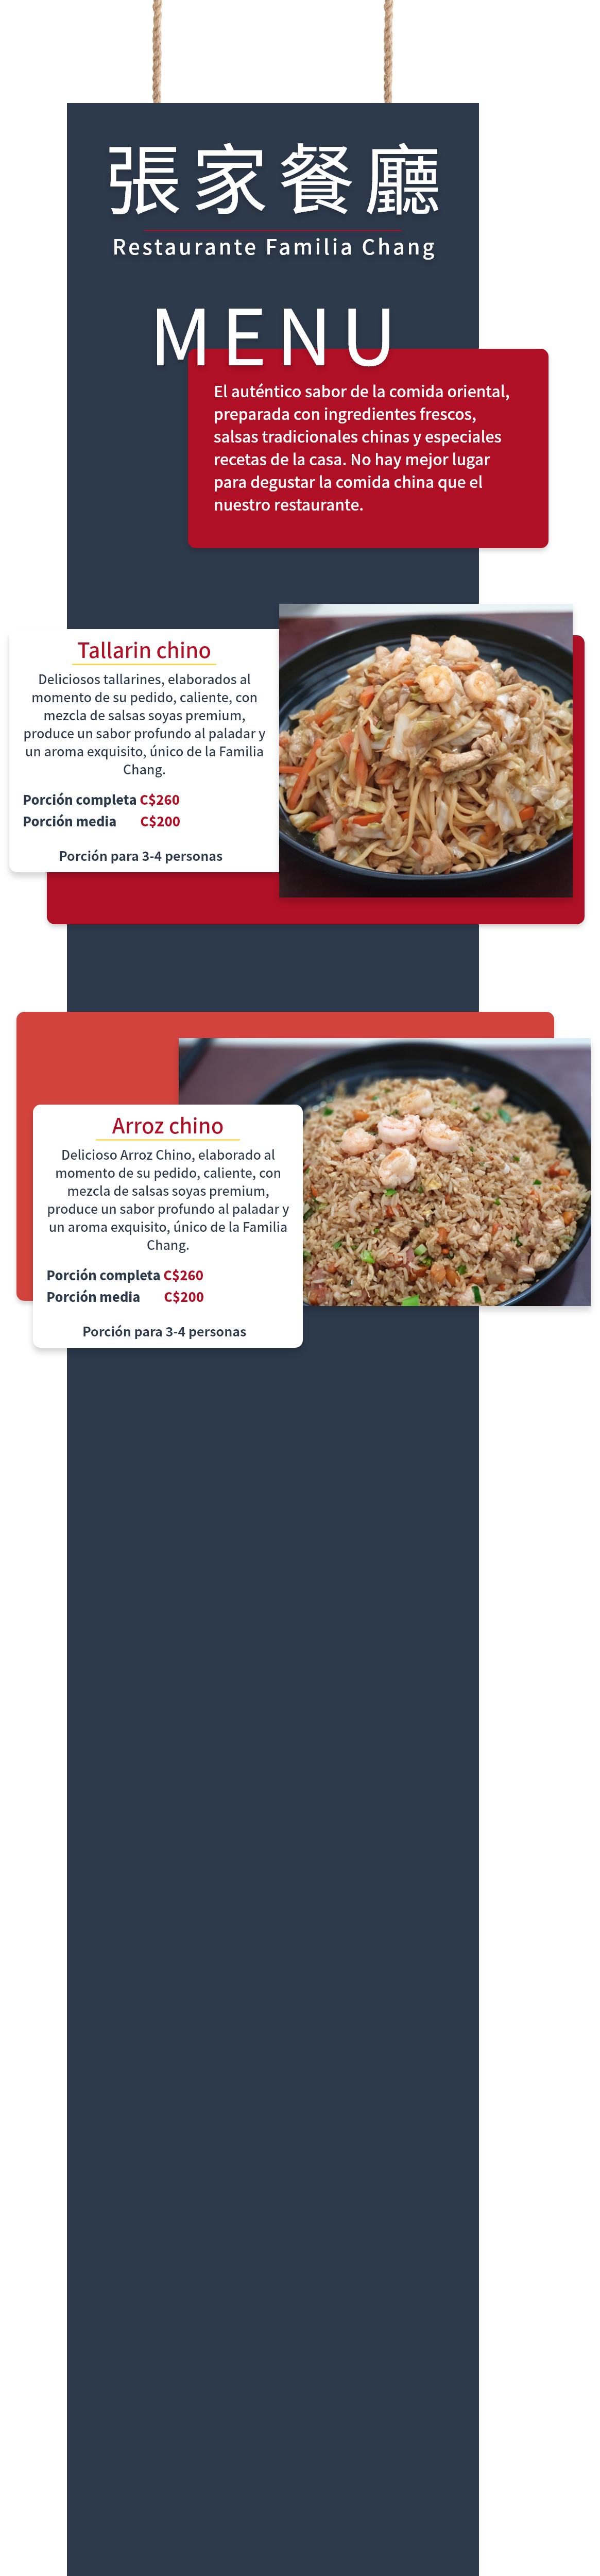 張家餐廳
Restaurante Familia Chang
MENU
El auténtico sabor de la comida oriental,
preparada con ingredientes frescos,
salsas tradicionales chinas y especiales
recetas de la casa. No hay mejor lugar
para degustar la comida china que el
nuestro restaurante.
Tallarin chino
Deliciosos tallarines, elaborados al
momento de su pedido, caliente, con
mezcla de salsas soyas premium,
produce un sabor profundo al paladar y
un aroma exquisito, único de la Familia
Chang.
Porción completa C$260
Porción media C$200
Porción para 3-4 personas
Arroz chino
Delicioso Arroz Chino, elaborado al
momento de su pedido, caliente, con
mezcla de salsas soyas premium,
produce un sabor profundo al paladar y
un aroma exquisito, único de la Familia
Chang.
Porción completa C$260
Porción media C$200
Porción para 3-4 personas